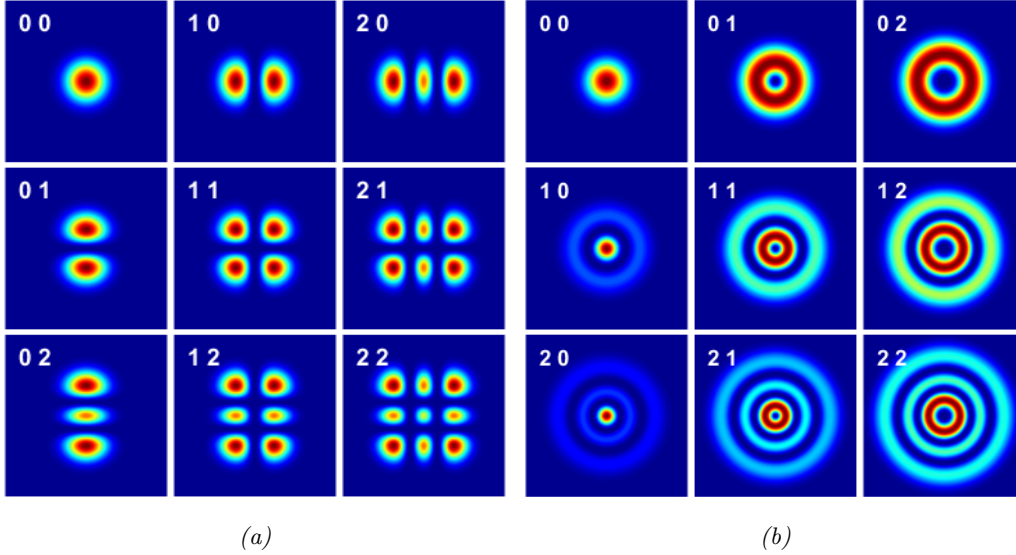 0 0 1 0 2 0 0 0 0 1 0 2
0 1 1 1 2 1 1 0 1 1 1 2
0 2 1 2 2 2 2 0 2 1 2 2
(a) (b)